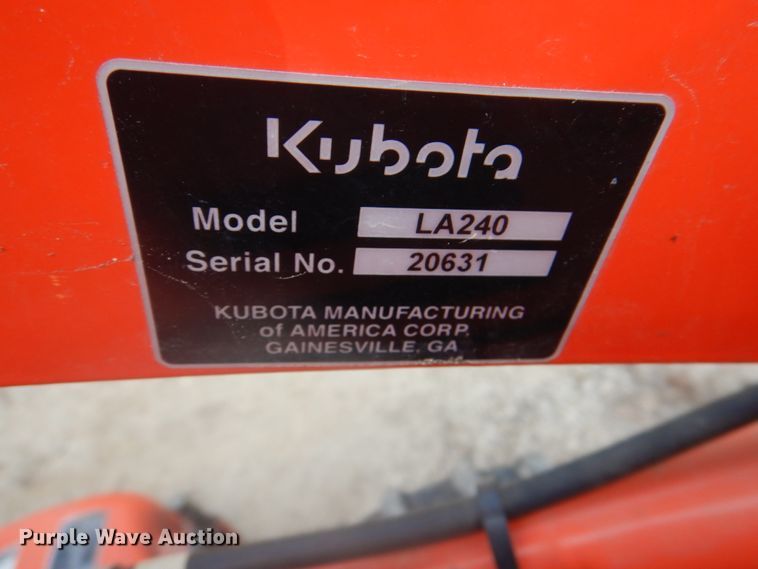 Kubota
Model LA240
Serial No. 20631
KUBOTA MANUFACTURING
of AMERICA CORP.
GAINESVILLE, GA
Purple Wave Auction